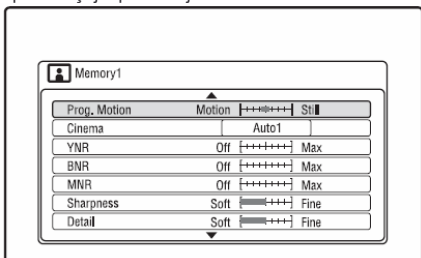 Memory1
Prog. Motion Motion Still
Cinema Auto1
YNR Off Max
BNR Off Max
MNR Off Max
Sharpness Soft Fine
Detail Soft Fine